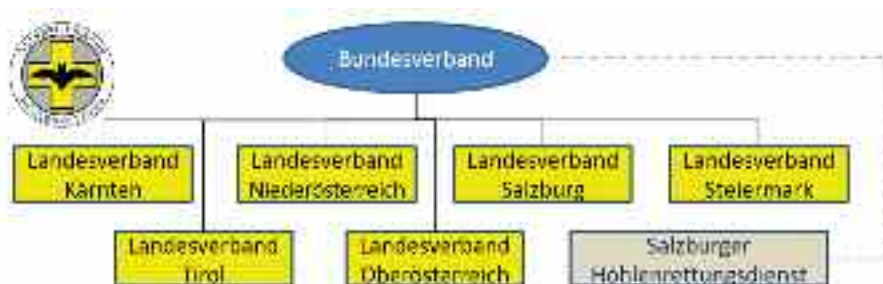 Bundesverband
Landesverband
Kärnten
Landesverband
Niederösterreich
Landesverband
Salzburg
Landesverband
Steiermark
Landesverband
Tirol
Landesverband
Oberösterreich
Salzburger
Höhlenrettungsdienst